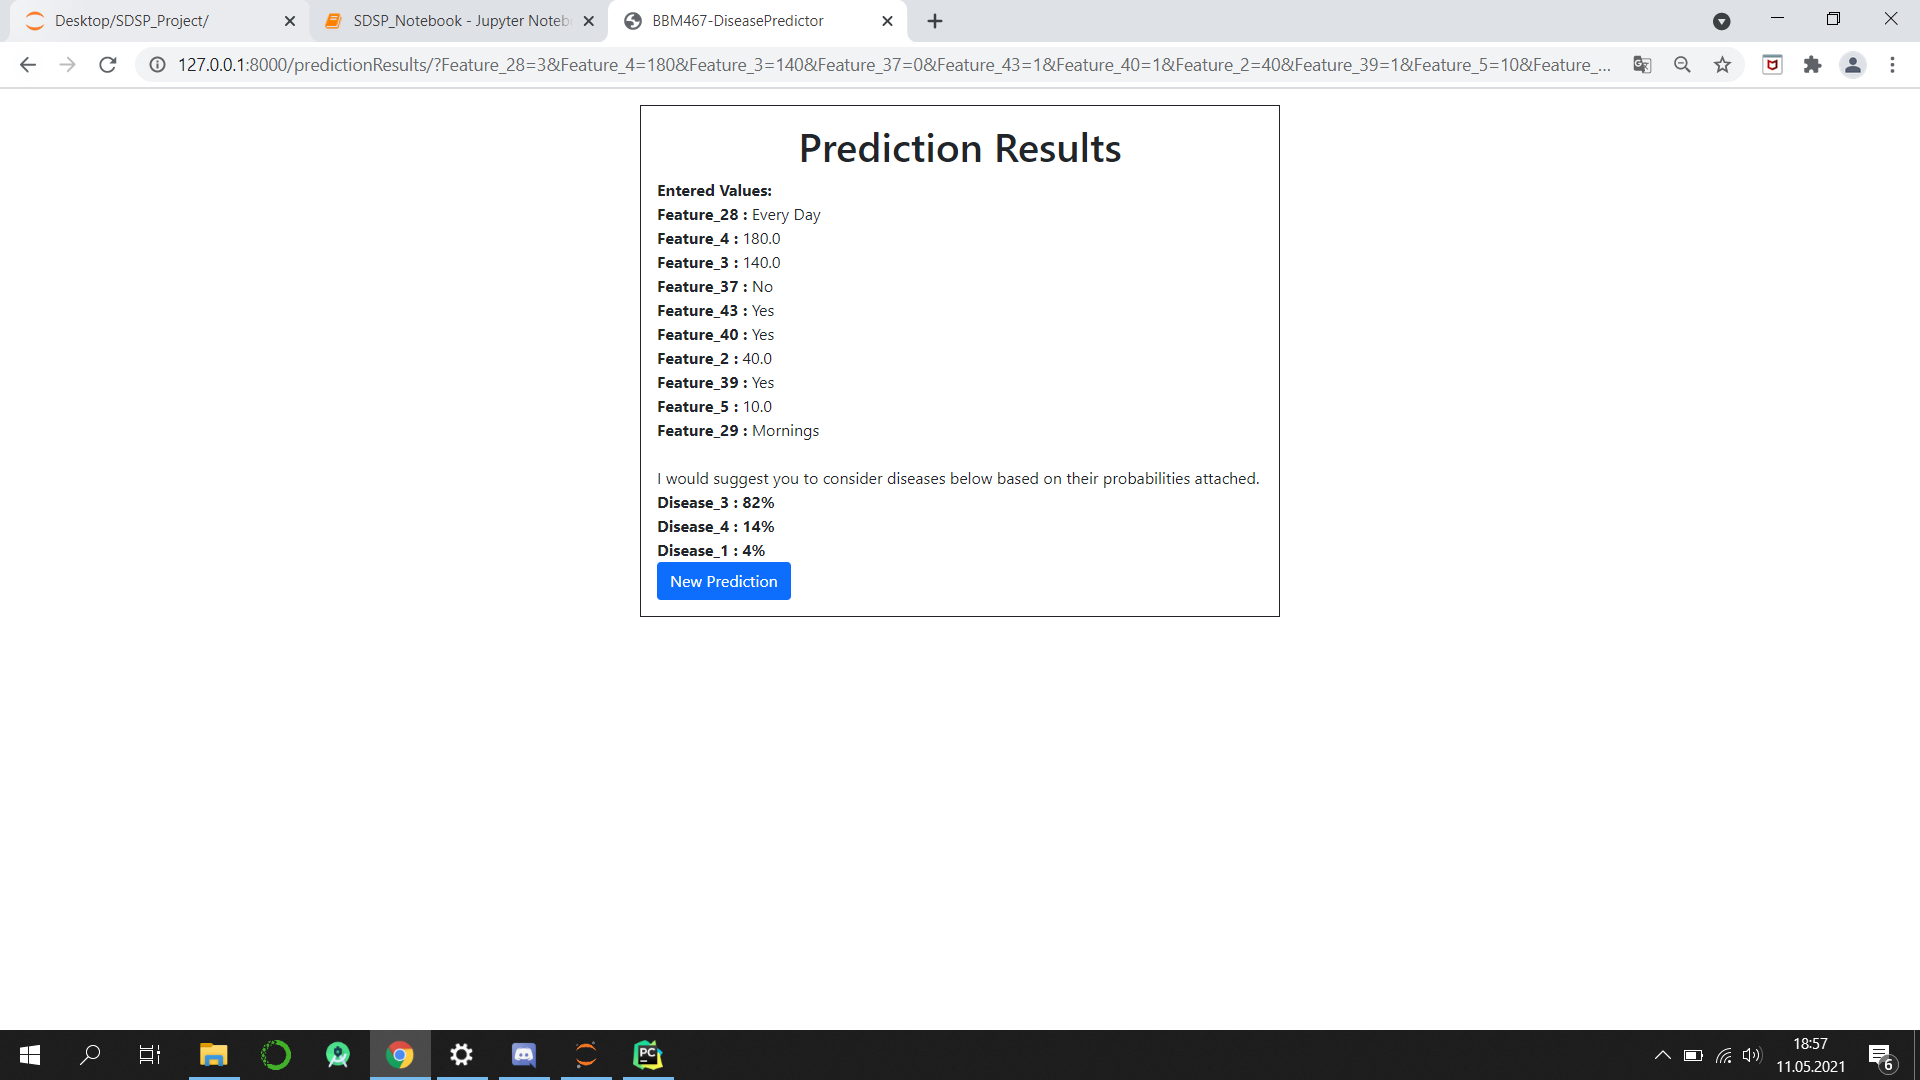 Desktop/SDSP_Project/
SDSP_Notebook - Jupyter Noteb
BBM467-DiseasePredictor
127.0.0.1:8000/predictionResults/?Feature_28=3&Feature_4=180&Feature_3=140&Feature_37=0&Feature_43=1&Feature_40=1&Feature_2=40&Feature_39=1&Feature_5=10&Feature_...
Prediction Results
Entered Values:
Feature_28 : Every Day
Feature_4 : 180.0
Feature_3 : 140.0
Feature_37 : No
Feature_43 : Yes
Feature_40 : Yes
Feature_2 : 40.0
Feature_39 : Yes
Feature_5 : 10.0
Feature_29 : Mornings
I would suggest you to consider diseases below based on their probabilities attached.
Disease_3 : 82%
Disease_4 : 14%
Disease_1 : 4%
New Prediction
PC
18:57
11.05.2021
6